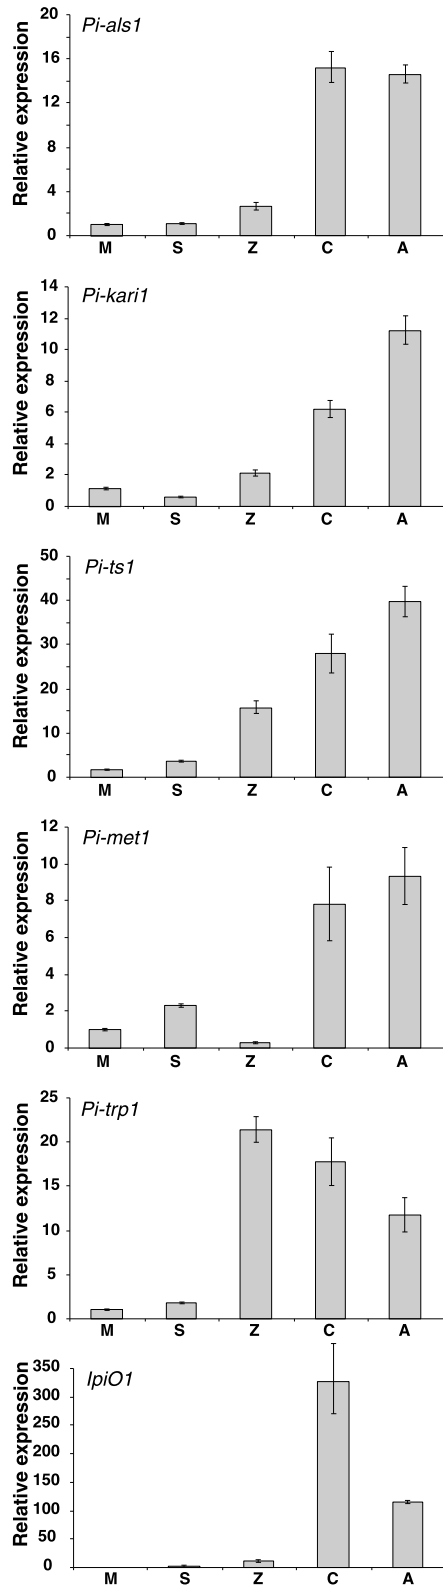 Pi-als1
Relative expression
20
16
12
8
4
0
M S Z C A
Pi-kari1
Relative expression
14
12
10
8
6
4
2
0
M S Z C A
Pi-ts1
Relative expression
50
40
30
20
10
0
M S Z C A
Pi-met1
Relative expression
12
10
8
6
4
2
0
M S Z C A
Pi-trp1
Relative expression
25
20
15
10
5
0
M S Z C A
IpiO1
Relative expression
350
300
250
200
150
100
50
0
M S Z C A